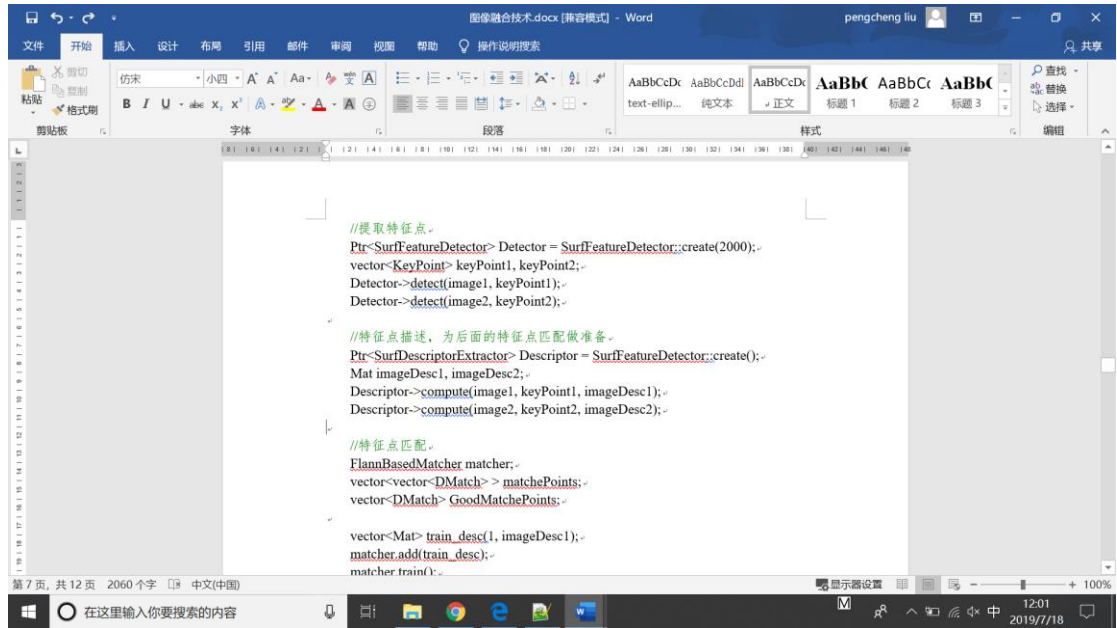 图像融合技术.docx [兼容模式] - Word
pengcheng liu
文件 开始 插入 设计 布局 引用 邮件 审阅 视图 帮助 操作说明搜索 共享
剪切
复制
格式刷
粘贴
剪贴板
仿宋 小四 A A Aa
B I U abc X₂ X² A A A
字体
段落
AaBbCcDc AaBbCcDdl AaBbCcDc AaBb( AaBbCc AaBb(
text-ellip... 纯文本 正文 标题 1 标题 2 标题 3
样式
查找
替换
选择
编辑
//提取特征点
Ptr<SurfFeatureDetector> Detector = SurfFeatureDetector::create(2000);
vector<KeyPoint> keyPoint1, keyPoint2;
Detector->detect(image1, keyPoint1);
Detector->detect(image2, keyPoint2);
//特征点描述，为后面的特征点匹配做准备
Ptr<SurfDescriptorExtractor> Descriptor = SurfFeatureDetector::create();
Mat imageDesc1, imageDesc2;
Descriptor->compute(image1, keyPoint1, imageDesc1);
Descriptor->compute(image2, keyPoint2, imageDesc2);
//特征点匹配
FlannBasedMatcher matcher;
vector<vector<DMatch> > matchePoints;
vector<DMatch> GoodMatchePoints;
vector<Mat> train_desc(1, imageDesc1);
matcher.add(train_desc);
matcher.train();
第 7 页，共 12 页 2060 个字 中文(中国) 显示器设置 100%
在这里输入你要搜索的内容
M
中
12:01
2019/7/18